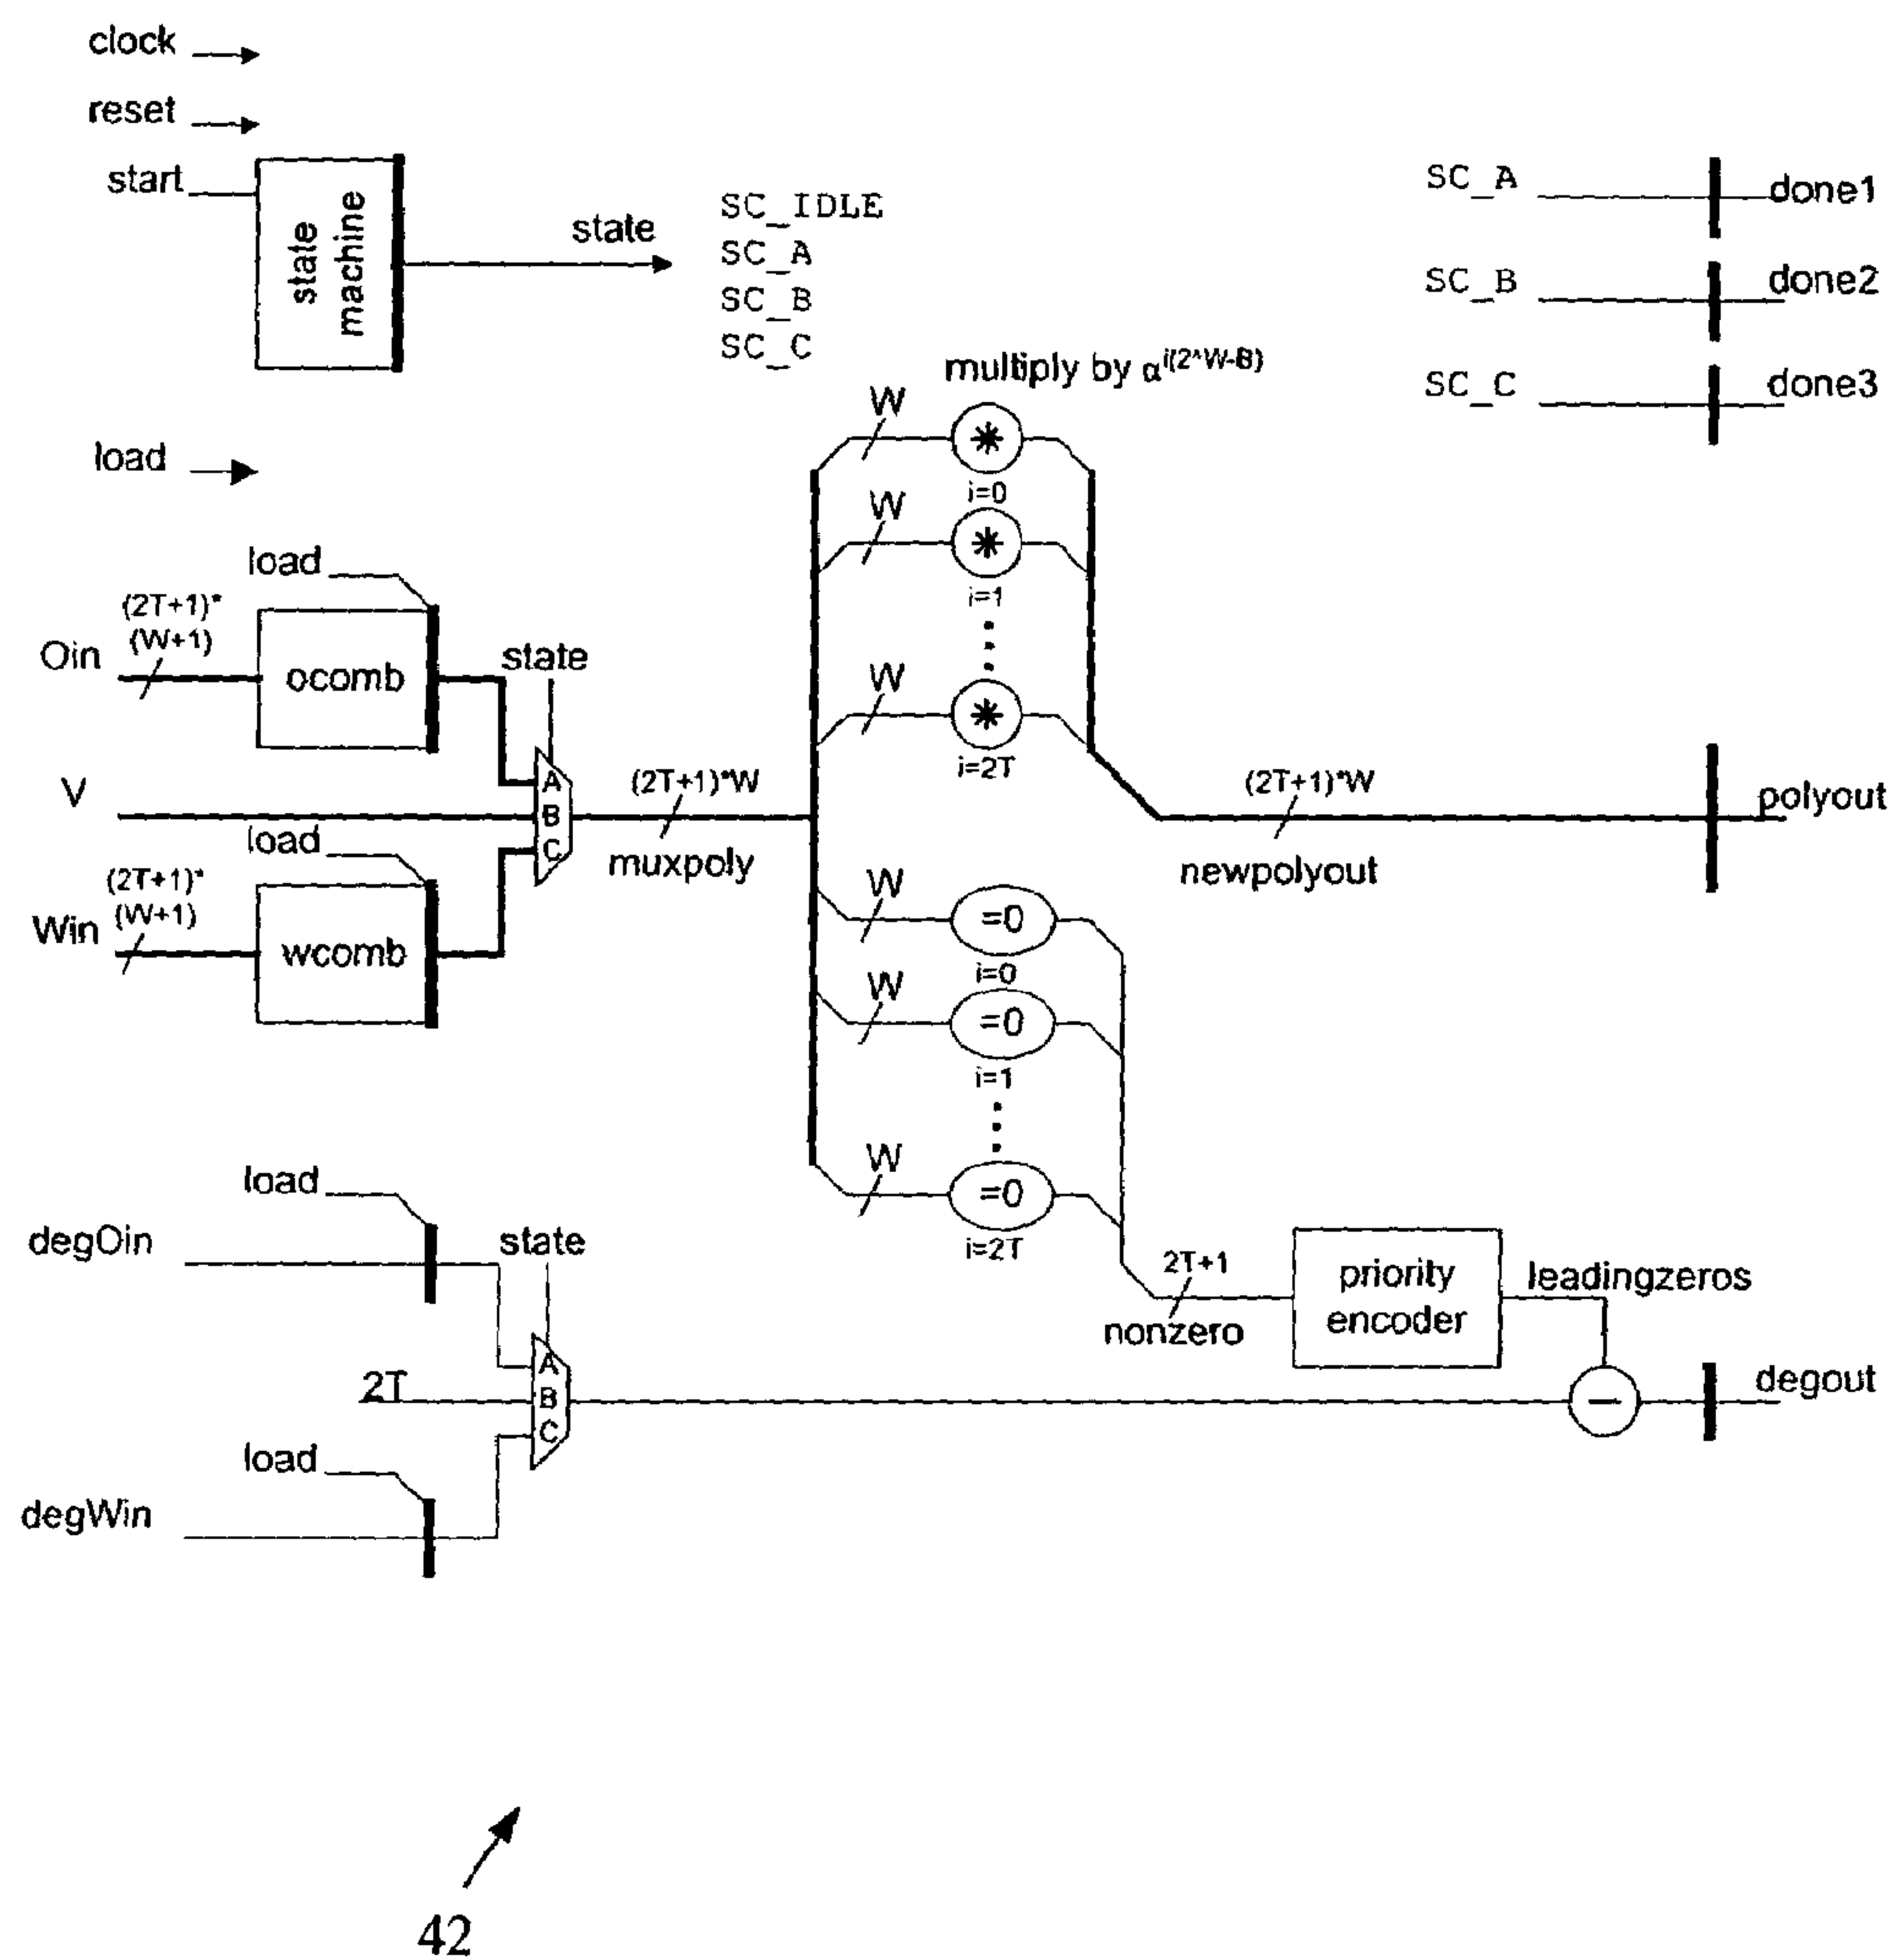 clock
reset
start
state
machine
state
SC_IDLE
SC_A
SC_B
SC_C
SC_A
done1
SC_B
done2
SC_C
done3
multiply by α^i(2^W-B)
load
W
*
i=0
W
*
i=1
W
*
i=2T
load
(2T+1)*
(W+1)
Oin
ocomb
state
V
A
B
C
load
(2T+1)*
(W+1)
Win
wcomb
(2T+1)*W
muxpoly
(2T+1)*W
newpolyout
polyout
W
=0
i=0
W
=0
i=1
W
=0
i=2T
load
degOin
state
2T
A
B
C
load
degWin
2T+1
nonzero
priority
encoder
leadingzeros
degout
42